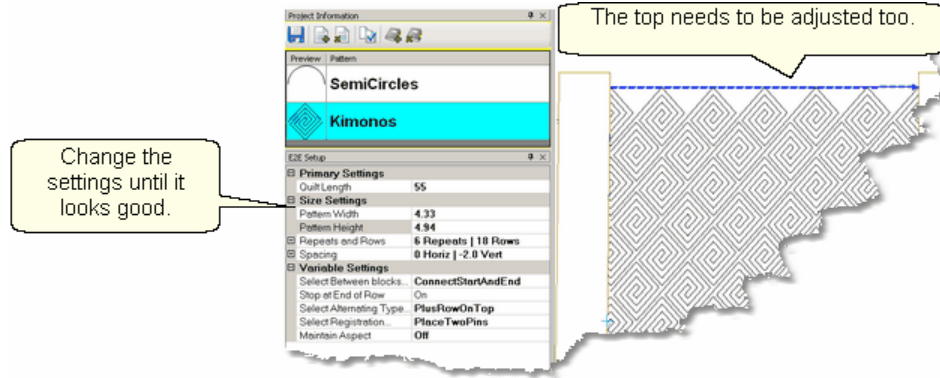 Project Information
The top needs to be adjusted too.
Preview Pattern
SemiCircles
Kimonos
Change the
settings until it
looks good.
E2E Setup
Primary Settings
Quilt Length 55
Size Settings
Pattern Width 4.33
Pattern Height 4.94
Repeats and Rows 6 Repeats | 18 Rows
Spacing 0 Horiz | -2.0 Vert
Variable Settings
Select Between blocks... ConnectStartAndEnd
Stop at End of Row On
Select Alternating Type... PlusRowOnTop
Select Registration... PlaceTwoPins
Maintain Aspect Off